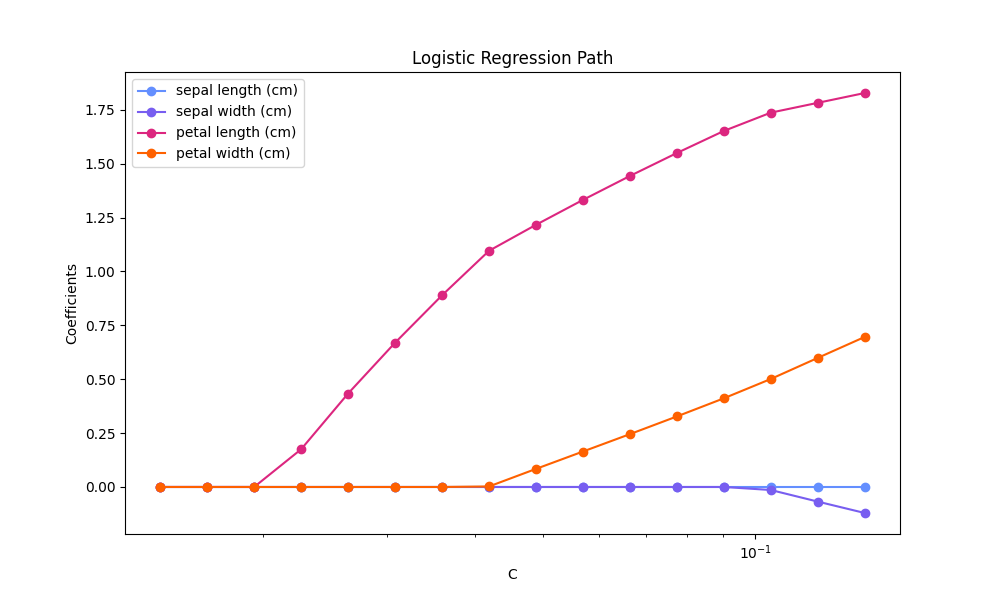 Logistic Regression Path
sepal length (cm)
sepal width (cm)
petal length (cm)
petal width (cm)
1.75
1.50
1.25
1.00
0.75
0.50
0.25
0.00
Coefficients
10⁻¹
C